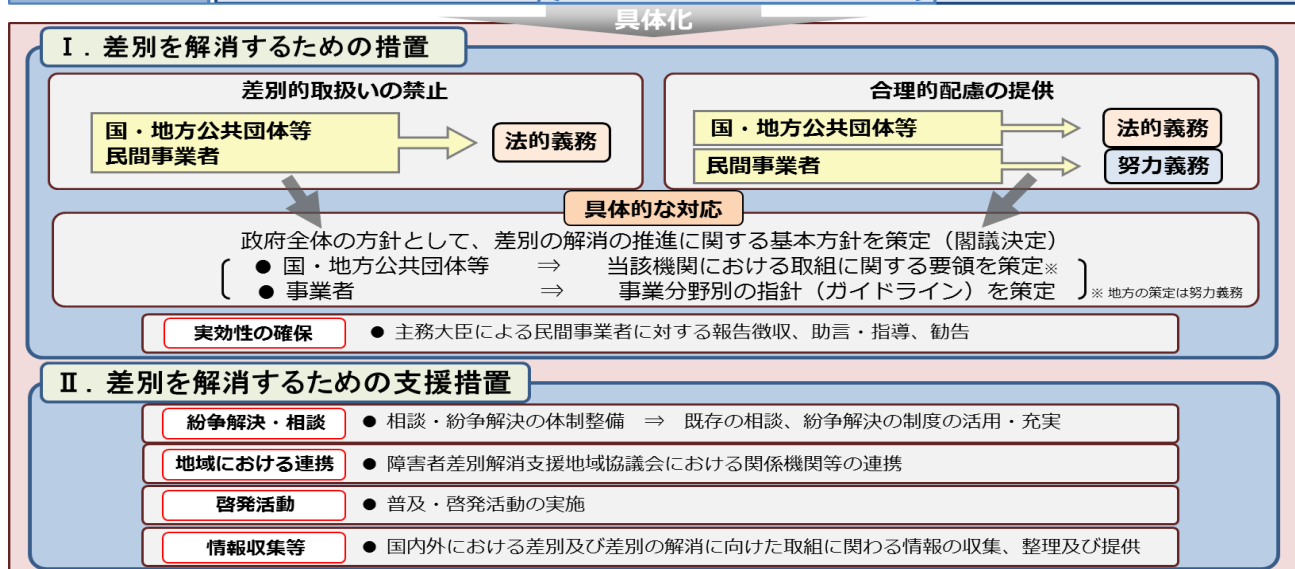 具体化
Ⅰ．差別を解消するための措置
差別的取扱いの禁止
国・地方公共団体等
民間事業者
法的義務
合理的配慮の提供
国・地方公共団体等
法的義務
民間事業者
努力義務
具体的な対応
政府全体の方針として、差別の解消の推進に関する基本方針を策定（閣議決定）
● 国・地方公共団体等 ⇒ 当該機関における取組に関する要領を策定※
● 事業者 ⇒ 事業分野別の指針（ガイドライン）を策定
※ 地方の策定は努力義務
実効性の確保 ● 主務大臣による民間事業者に対する報告徴収、助言・指導、勧告
Ⅱ．差別を解消するための支援措置
紛争解決・相談 ● 相談・紛争解決の体制整備 ⇒ 既存の相談、紛争解決の制度の活用・充実
地域における連携 ● 障害者差別解消支援地域協議会における関係機関等の連携
啓発活動 ● 普及・啓発活動の実施
情報収集等 ● 国内外における差別及び差別の解消に向けた取組に関わる情報の収集、整理及び提供